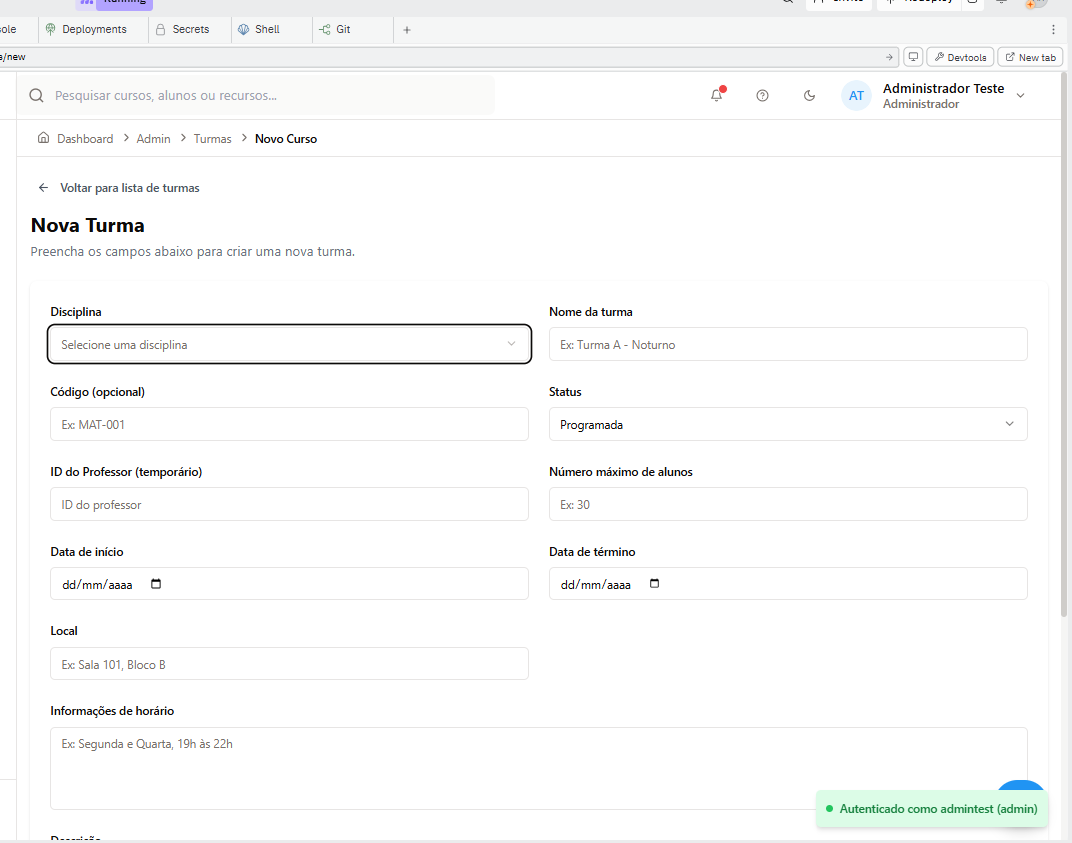 Running
Deployments
Secrets
Shell
Git
+
Devtools
New tab
Pesquisar cursos, alunos ou recursos...
AT
Administrador Teste
Administrador
Dashboard > Admin > Turmas > Novo Curso
Voltar para lista de turmas
Nova Turma
Preencha os campos abaixo para criar uma nova turma.
Disciplina
Nome da turma
Selecione uma disciplina
Ex: Turma A - Noturno
Código (opcional)
Status
Ex: MAT-001
Programada
ID do Professor (temporário)
Número máximo de alunos
ID do professor
Ex: 30
Data de início
Data de término
dd/mm/aaaa
dd/mm/aaaa
Local
Ex: Sala 101, Bloco B
Informações de horário
Ex: Segunda e Quarta, 19h às 22h
Autenticado como admintest (admin)
Descrição